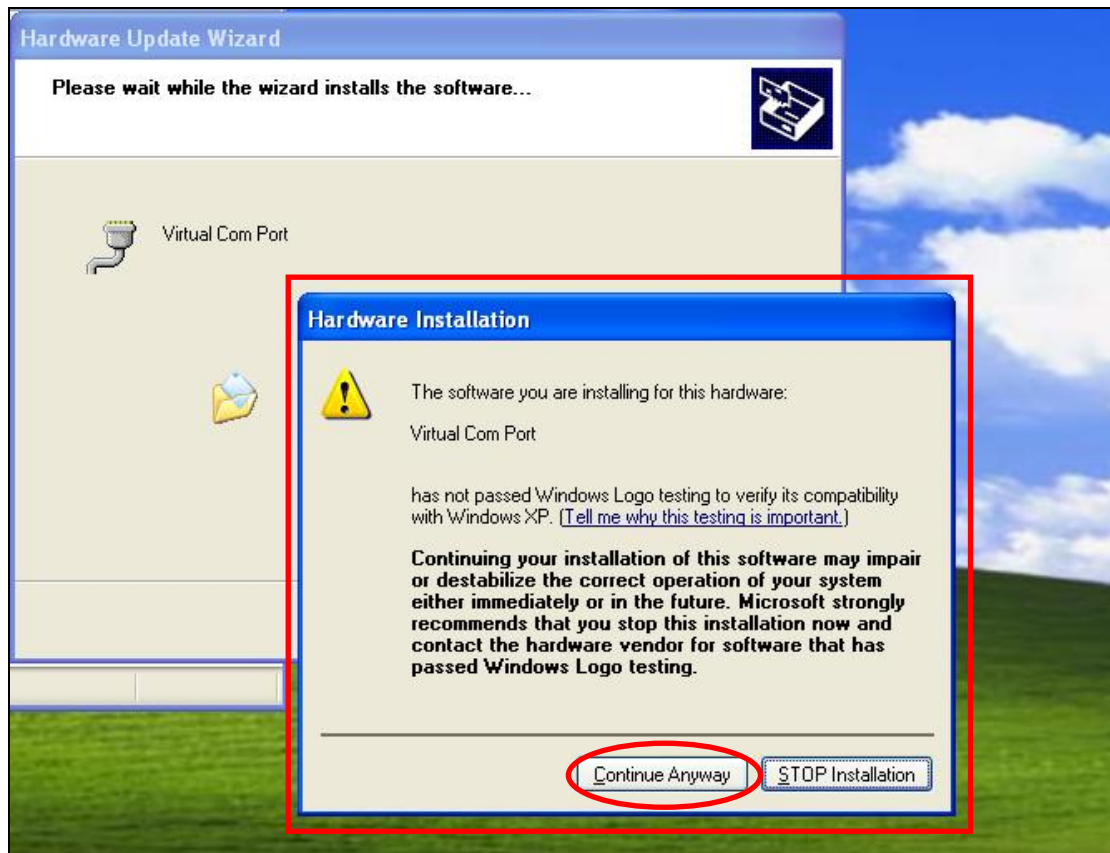 Hardware Update Wizard
Please wait while the wizard installs the software...
Virtual Com Port
Hardware Installation
The software you are installing for this hardware:
Virtual Com Port
has not passed Windows Logo testing to verify its compatibility
with Windows XP. (Tell me why this testing is important.)
Continuing your installation of this software may impair
or destabilize the correct operation of your system
either immediately or in the future. Microsoft strongly
recommends that you stop this installation now and
contact the hardware vendor for software that has
passed Windows Logo testing.
Continue Anyway
STOP Installation